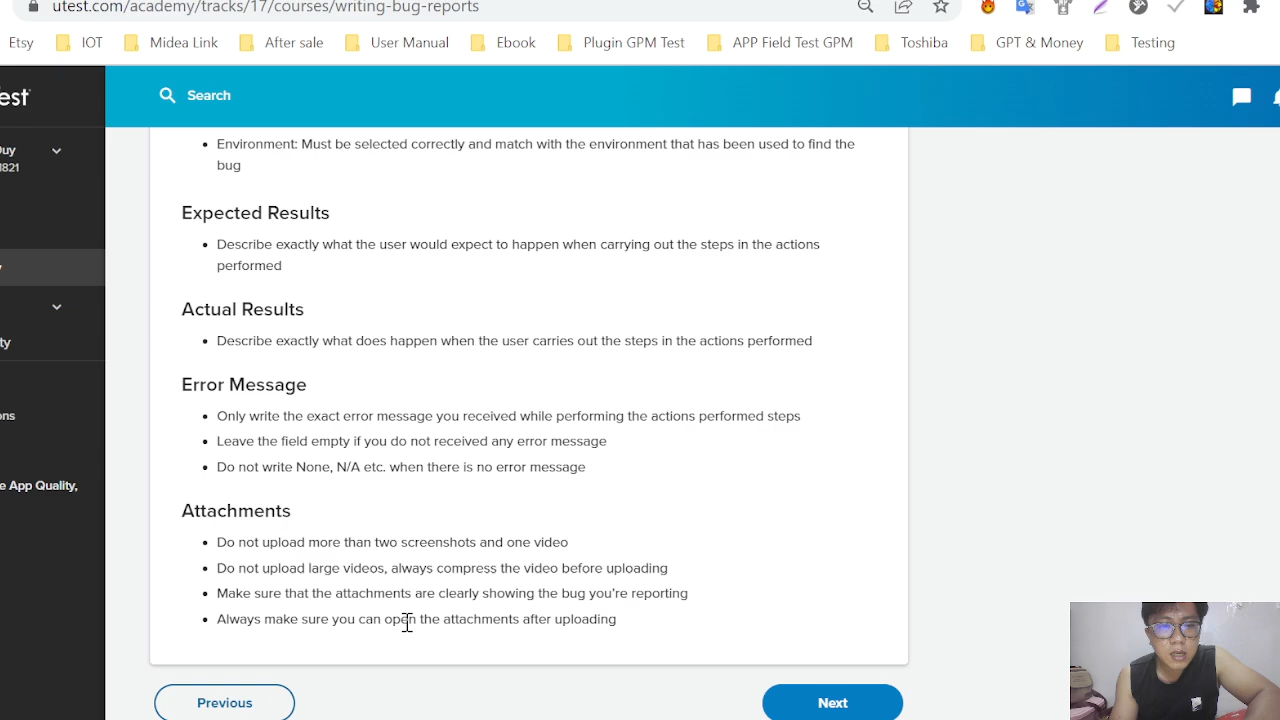 utest.com/academy/tracks/17/courses/writing-bug-reports
Etsy IOT Midea Link After sale User Manual Ebook Plugin GPM Test APP Field Test GPM Toshiba GPT & Money Testing
est
Search
uy
1821
y
ty
ons
e App Quality,
• Environment: Must be selected correctly and match with the environment that has been used to find the
bug
Expected Results
• Describe exactly what the user would expect to happen when carrying out the steps in the actions
performed
Actual Results
• Describe exactly what does happen when the user carries out the steps in the actions performed
Error Message
• Only write the exact error message you received while performing the actions performed steps
• Leave the field empty if you do not received any error message
• Do not write None, N/A etc. when there is no error message
Attachments
• Do not upload more than two screenshots and one video
• Do not upload large videos, always compress the video before uploading
• Make sure that the attachments are clearly showing the bug you're reporting
• Always make sure you can open the attachments after uploading
Previous Next